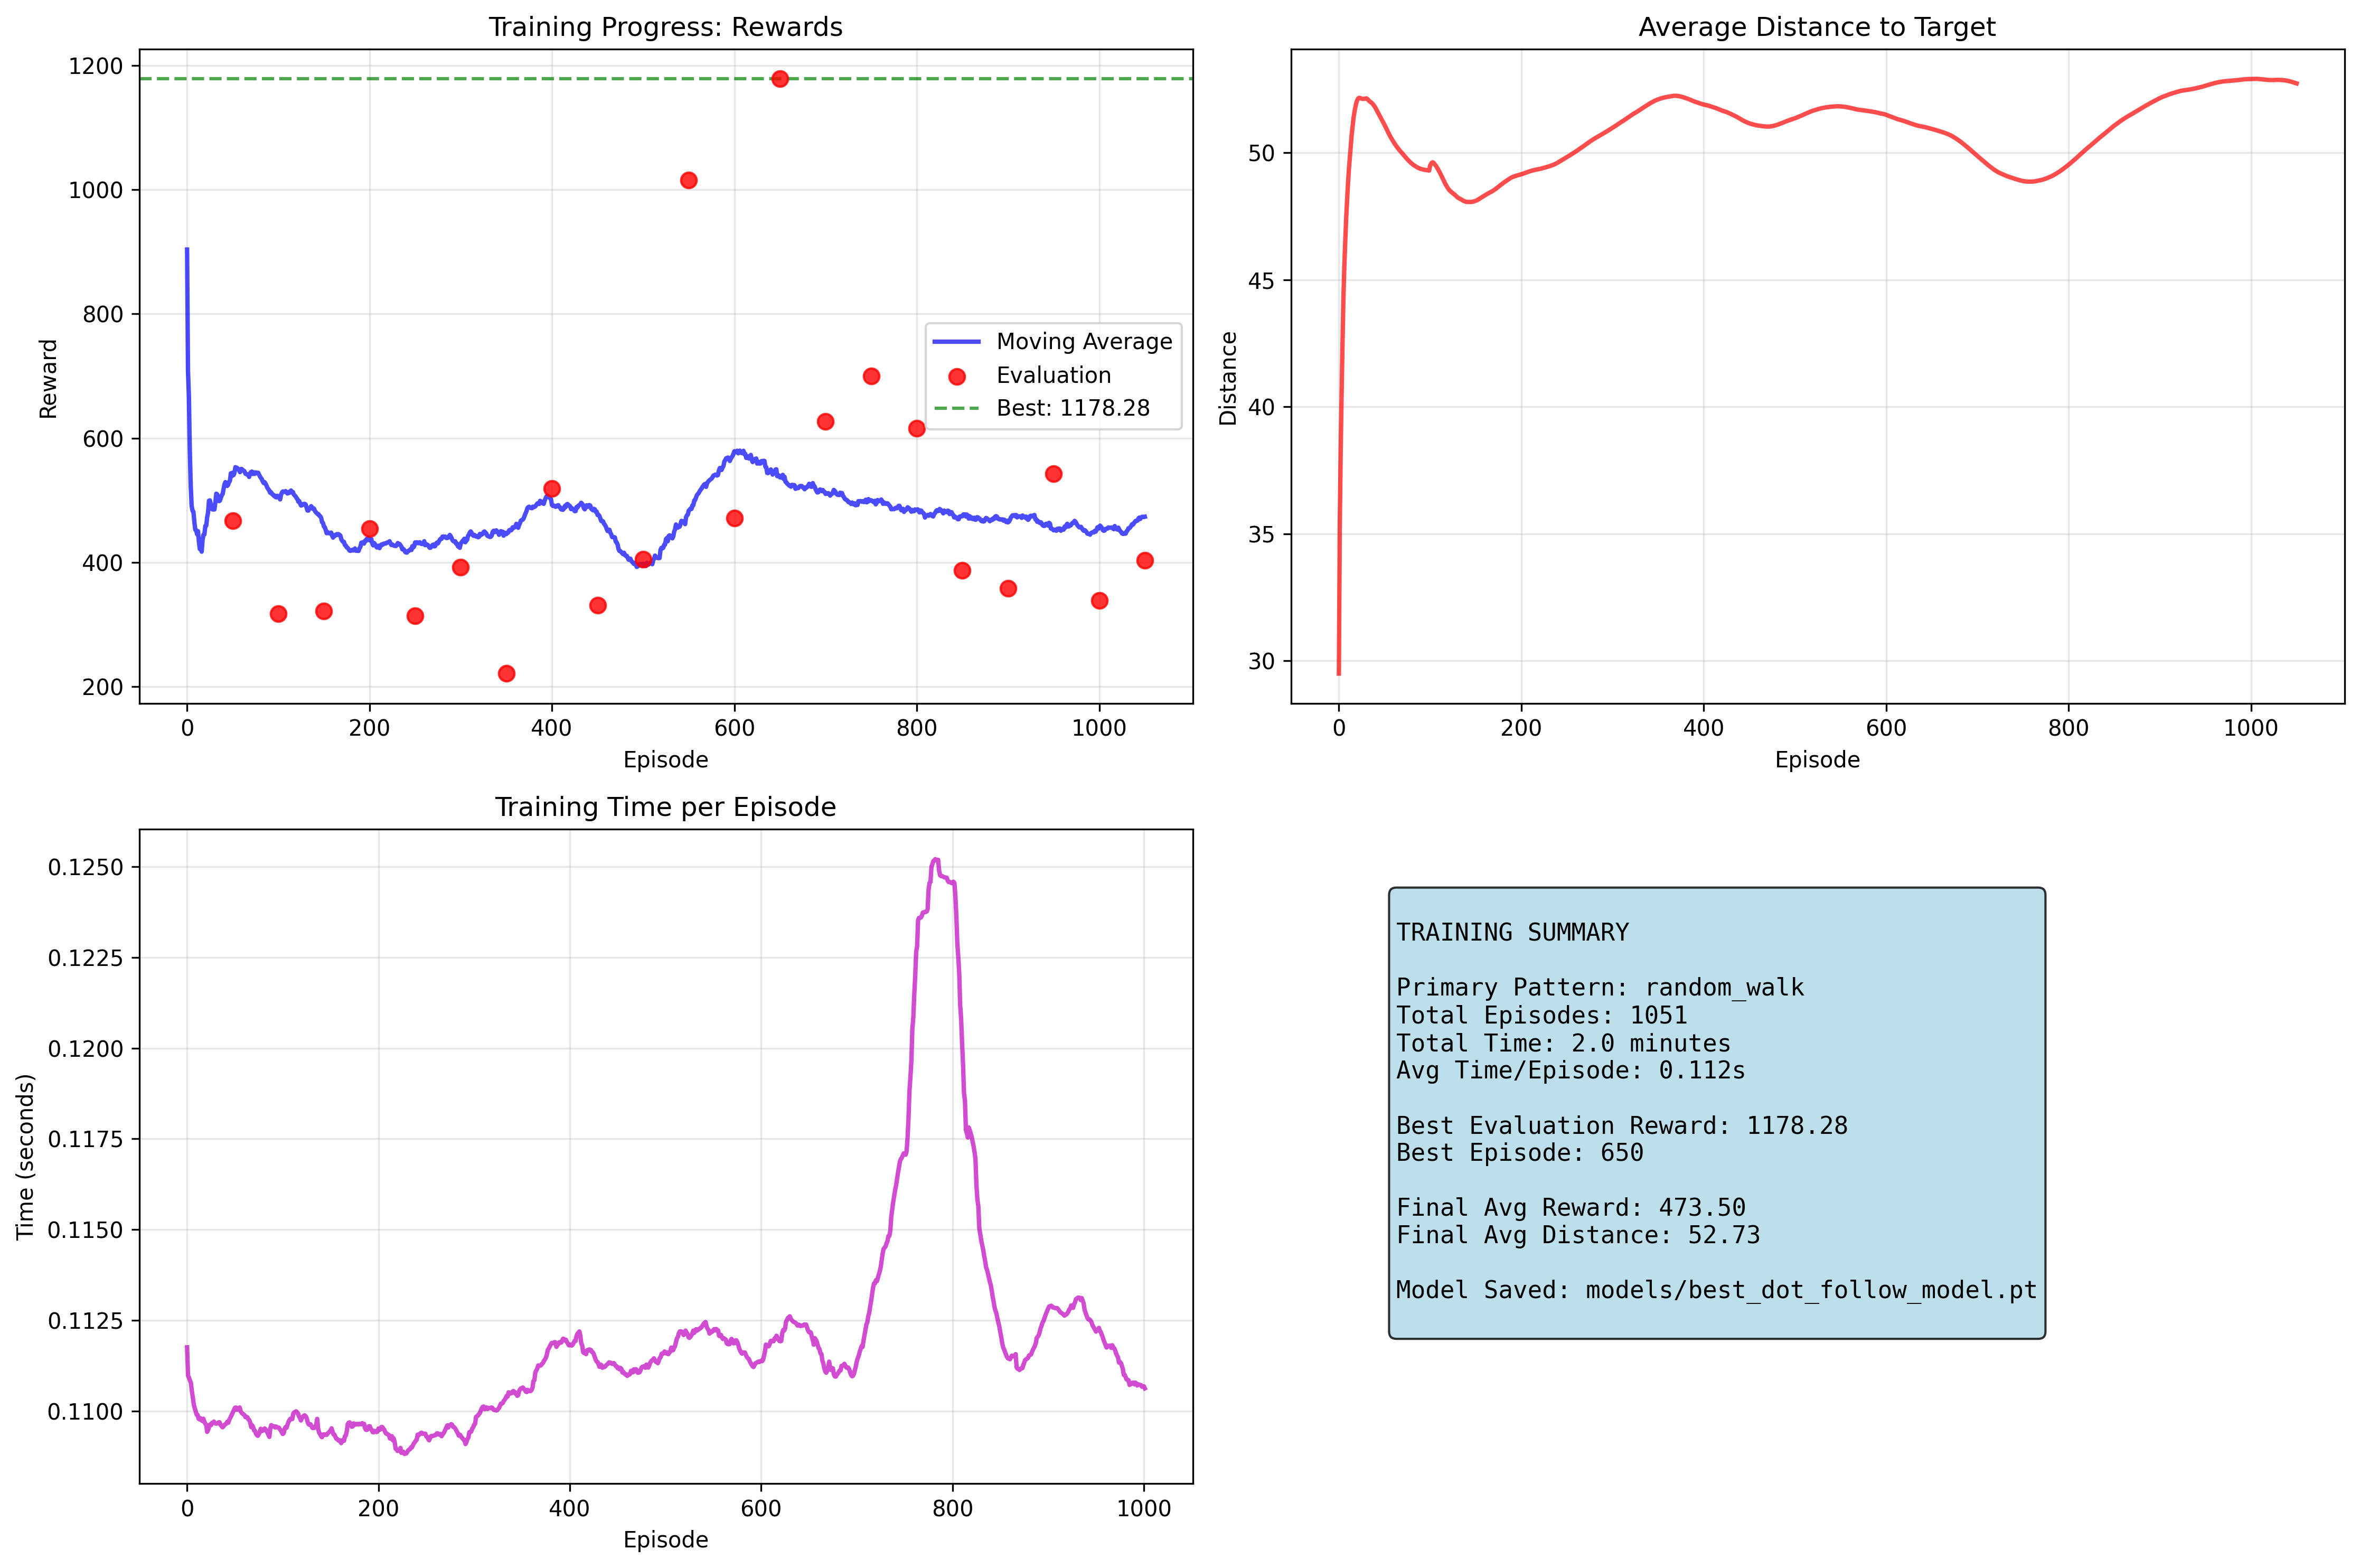 Training Progress: Rewards
1200
1000
800
600
400
200
Reward
0
200
400
600
800
1000
Episode
Moving Average
Evaluation
Best: 1178.28
Average Distance to Target
50
45
40
35
30
Distance
0
200
400
600
800
1000
Episode
Training Time per Episode
0.1250
0.1225
0.1200
0.1175
0.1150
0.1125
0.1100
Time (seconds)
0
200
400
600
800
1000
Episode
TRAINING SUMMARY
Primary Pattern: random_walk
Total Episodes: 1051
Total Time: 2.0 minutes
Avg Time/Episode: 0.112s
Best Evaluation Reward: 1178.28
Best Episode: 650
Final Avg Reward: 473.50
Final Avg Distance: 52.73
Model Saved: models/best_dot_follow_model.pt